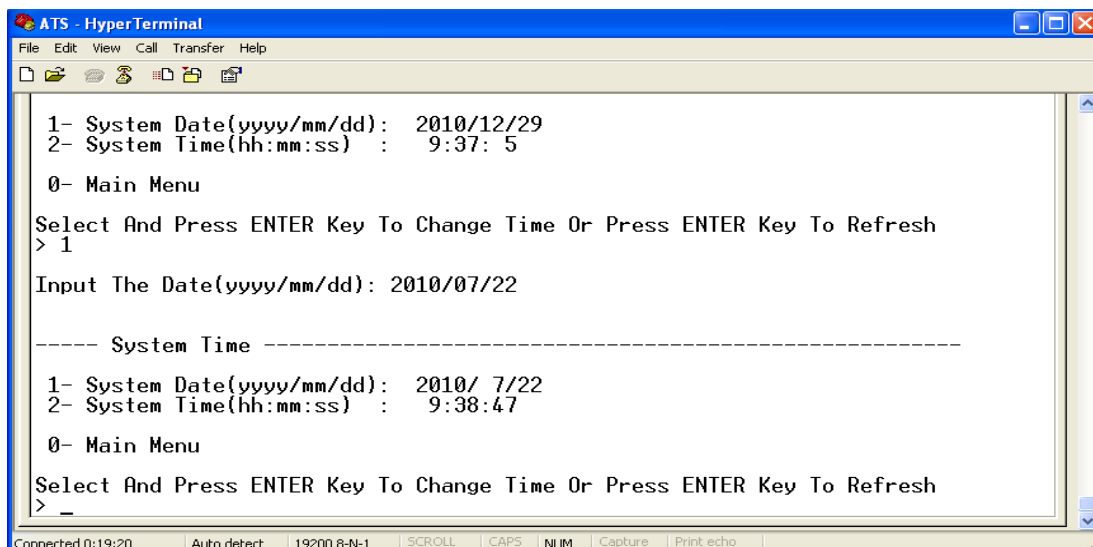 ATS - HyperTerminal
File Edit View Call Transfer Help
1- System Date(yyyy/mm/dd): 2010/12/29
2- System Time(hh:mm:ss) : 9:37: 5
0- Main Menu
Select And Press ENTER Key To Change Time Or Press ENTER Key To Refresh
> 1
Input The Date(yyyy/mm/dd): 2010/07/22
----- System Time -------------------------------------------------------
1- System Date(yyyy/mm/dd): 2010/ 7/22
2- System Time(hh:mm:ss) : 9:38:47
0- Main Menu
Select And Press ENTER Key To Change Time Or Press ENTER Key To Refresh
> _
Connected 0:19:20 Auto detect 19200 8-N-1 SCROLL CAPS NUM Capture Print echo